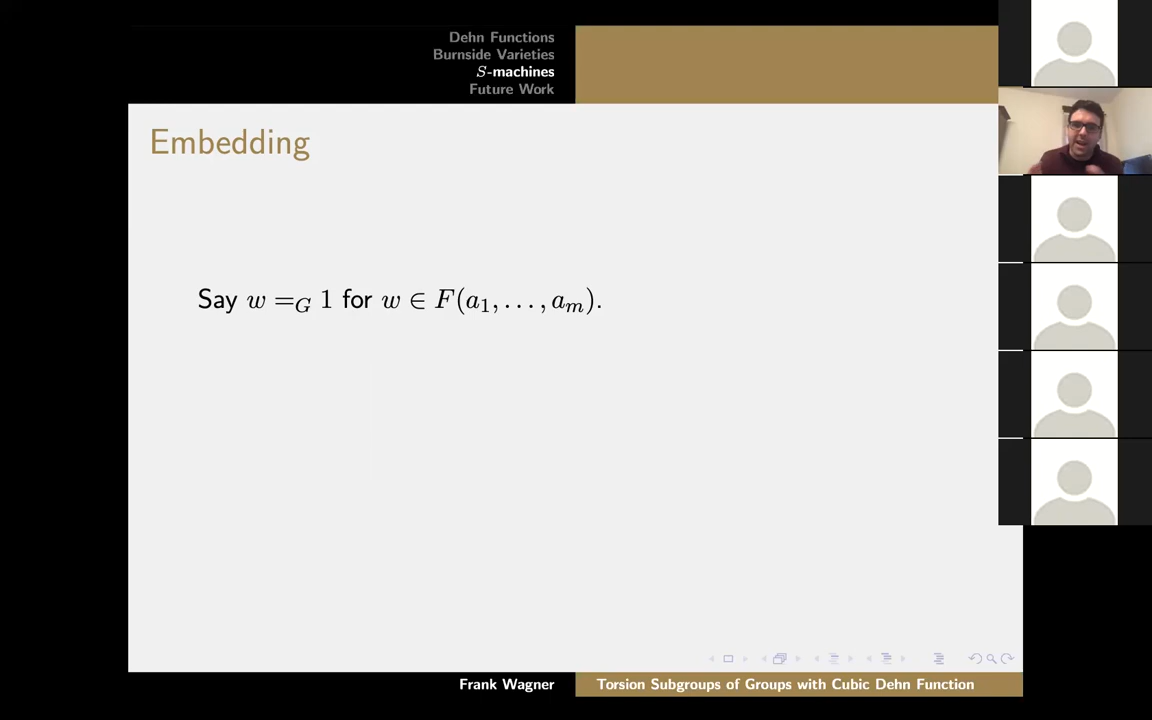 Dehn Functions
Burnside Varieties
S-machines
Future Work
Embedding
Say w =_G 1 for w ∈ F(a_1, . . . , a_m).
Frank Wagner
Torsion Subgroups of Groups with Cubic Dehn Function